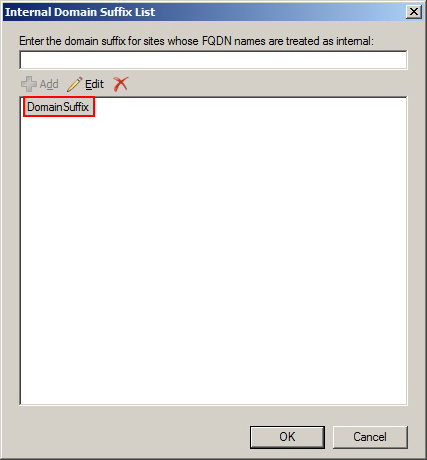 Internal Domain Suffix List
Enter the domain suffix for sites whose FQDN names are treated as internal:
Add Edit
DomainSuffix
OK Cancel